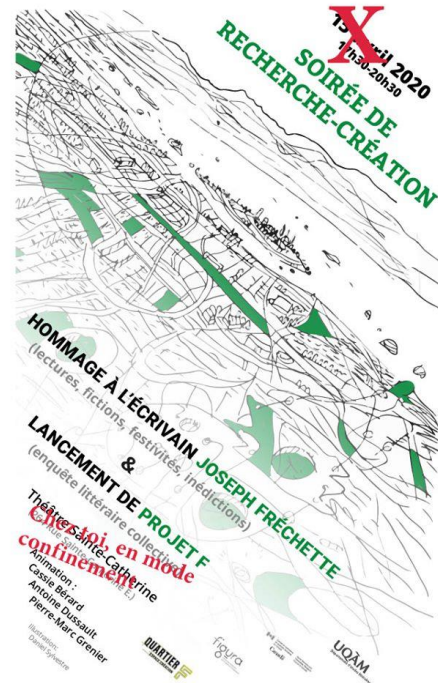 X
avril 2020
17h30-20h30
SOIRÉE DE
RECHERCHE-CRÉATION
HOMMAGE À L'ÉCRIVAIN JOSEPH FRÉCHETTE
(lectures, fictions, festivités, inédictions)
&
LANCEMENT DE PROJET F
(enquête littéraire collective)
Théâtre Sainte-Catherine
Chez toi, en mode
confinement
Animation :
Cassie Bérard
Antoine Dussault
Pierre-Marc Grenier
Illustration:
Daniel Sylvestre
QUARTIER F
figura
Canada
UQÀM